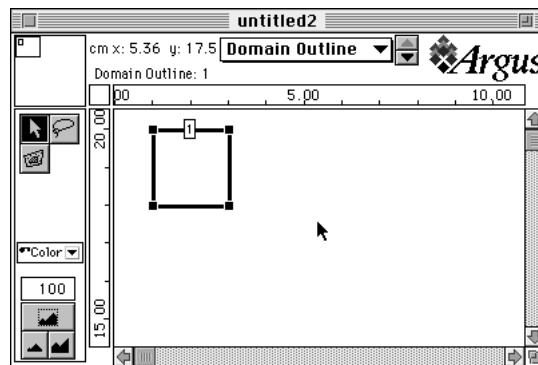 untitled2
cm x: 5.36 y: 17.5 Domain Outline
Argus
Domain Outline: 1
00 5.00 10,00
20,00
1
Color
100
15,00